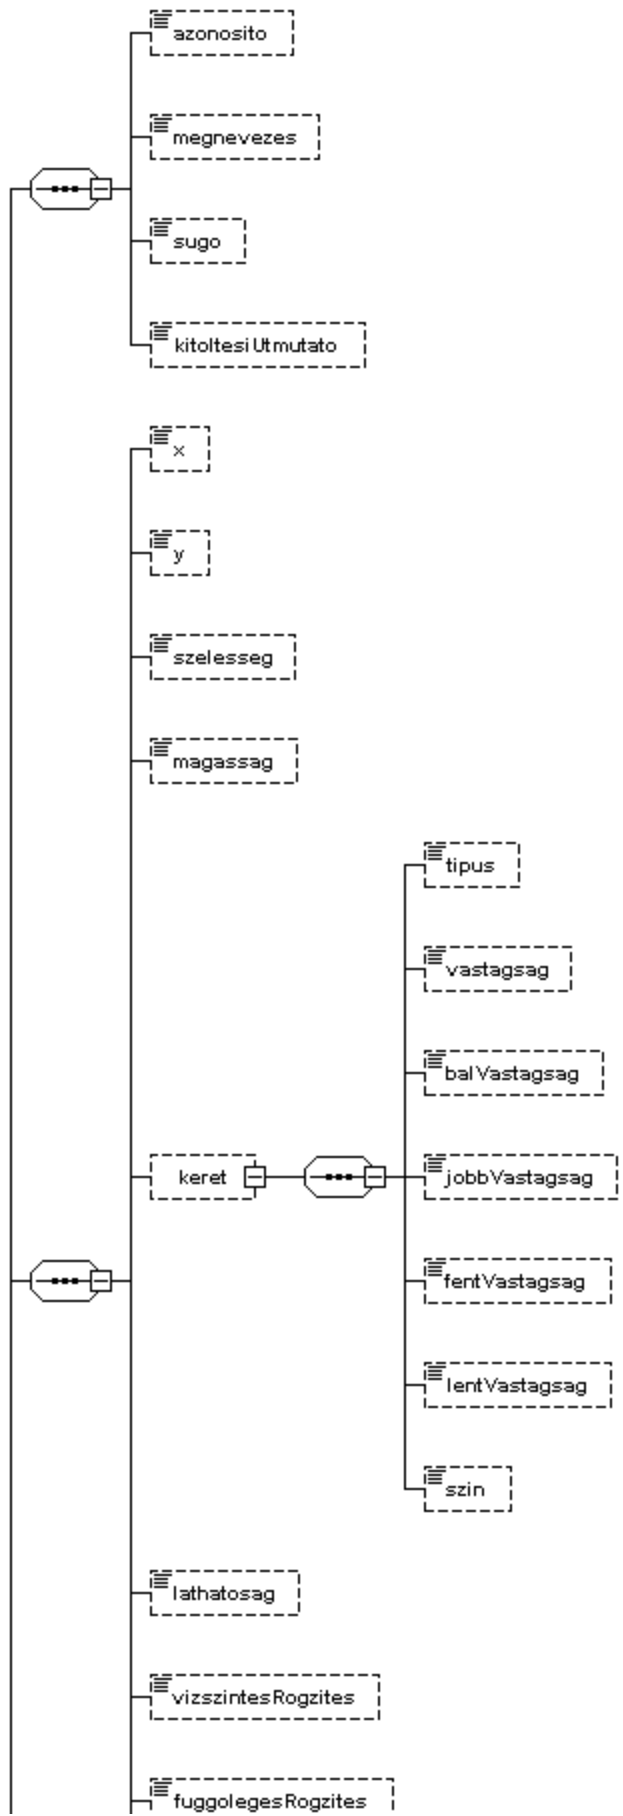 azonosito
megnevezes
sugo
kitoltesiUtmutato
x
y
szelesseg
magassag
tipus
vastagsag
balVastagsag
keret
jobbVastagsag
fentVastagsag
lentVastagsag
szin
lathatosag
vizszintesRogzites
fuggolegesRogzites